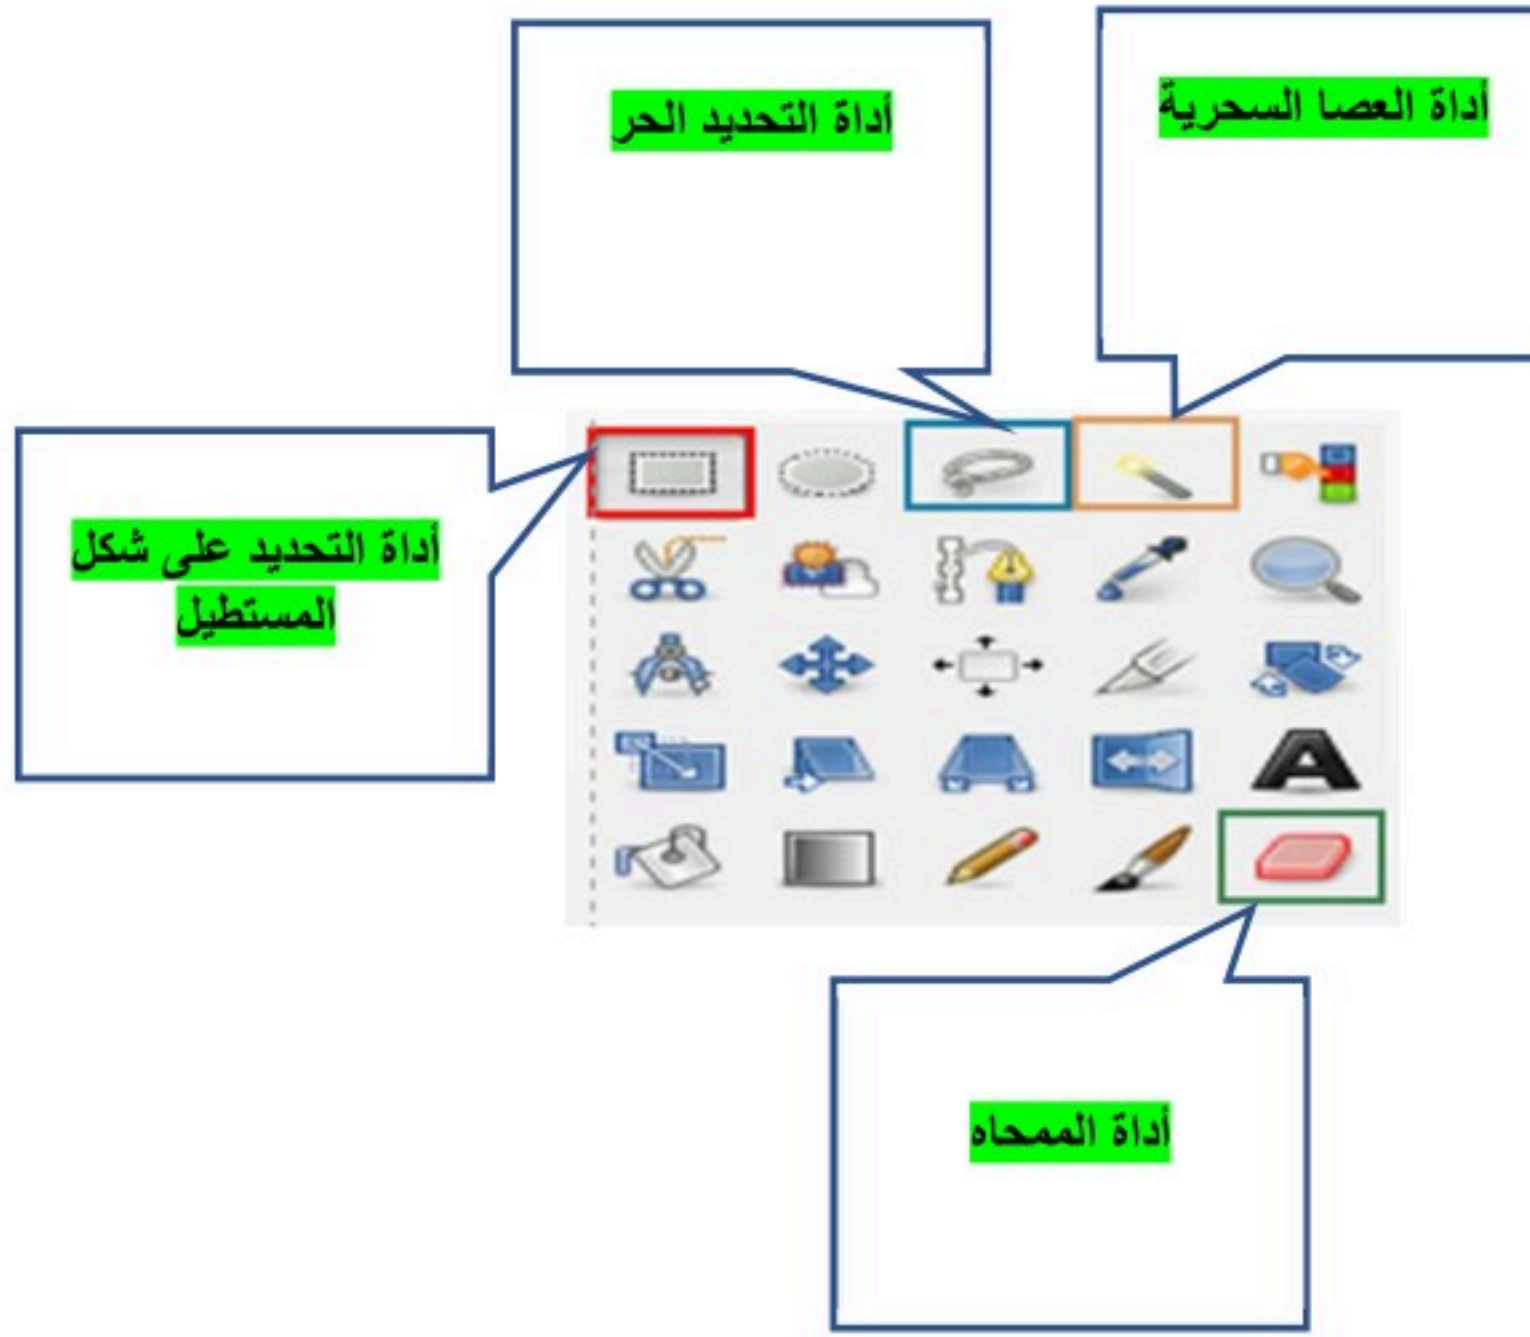 أداة العصا السحرية
أداة التحديد الحر
أداة التحديد على شكل
المستطيل
أداة الممحاه